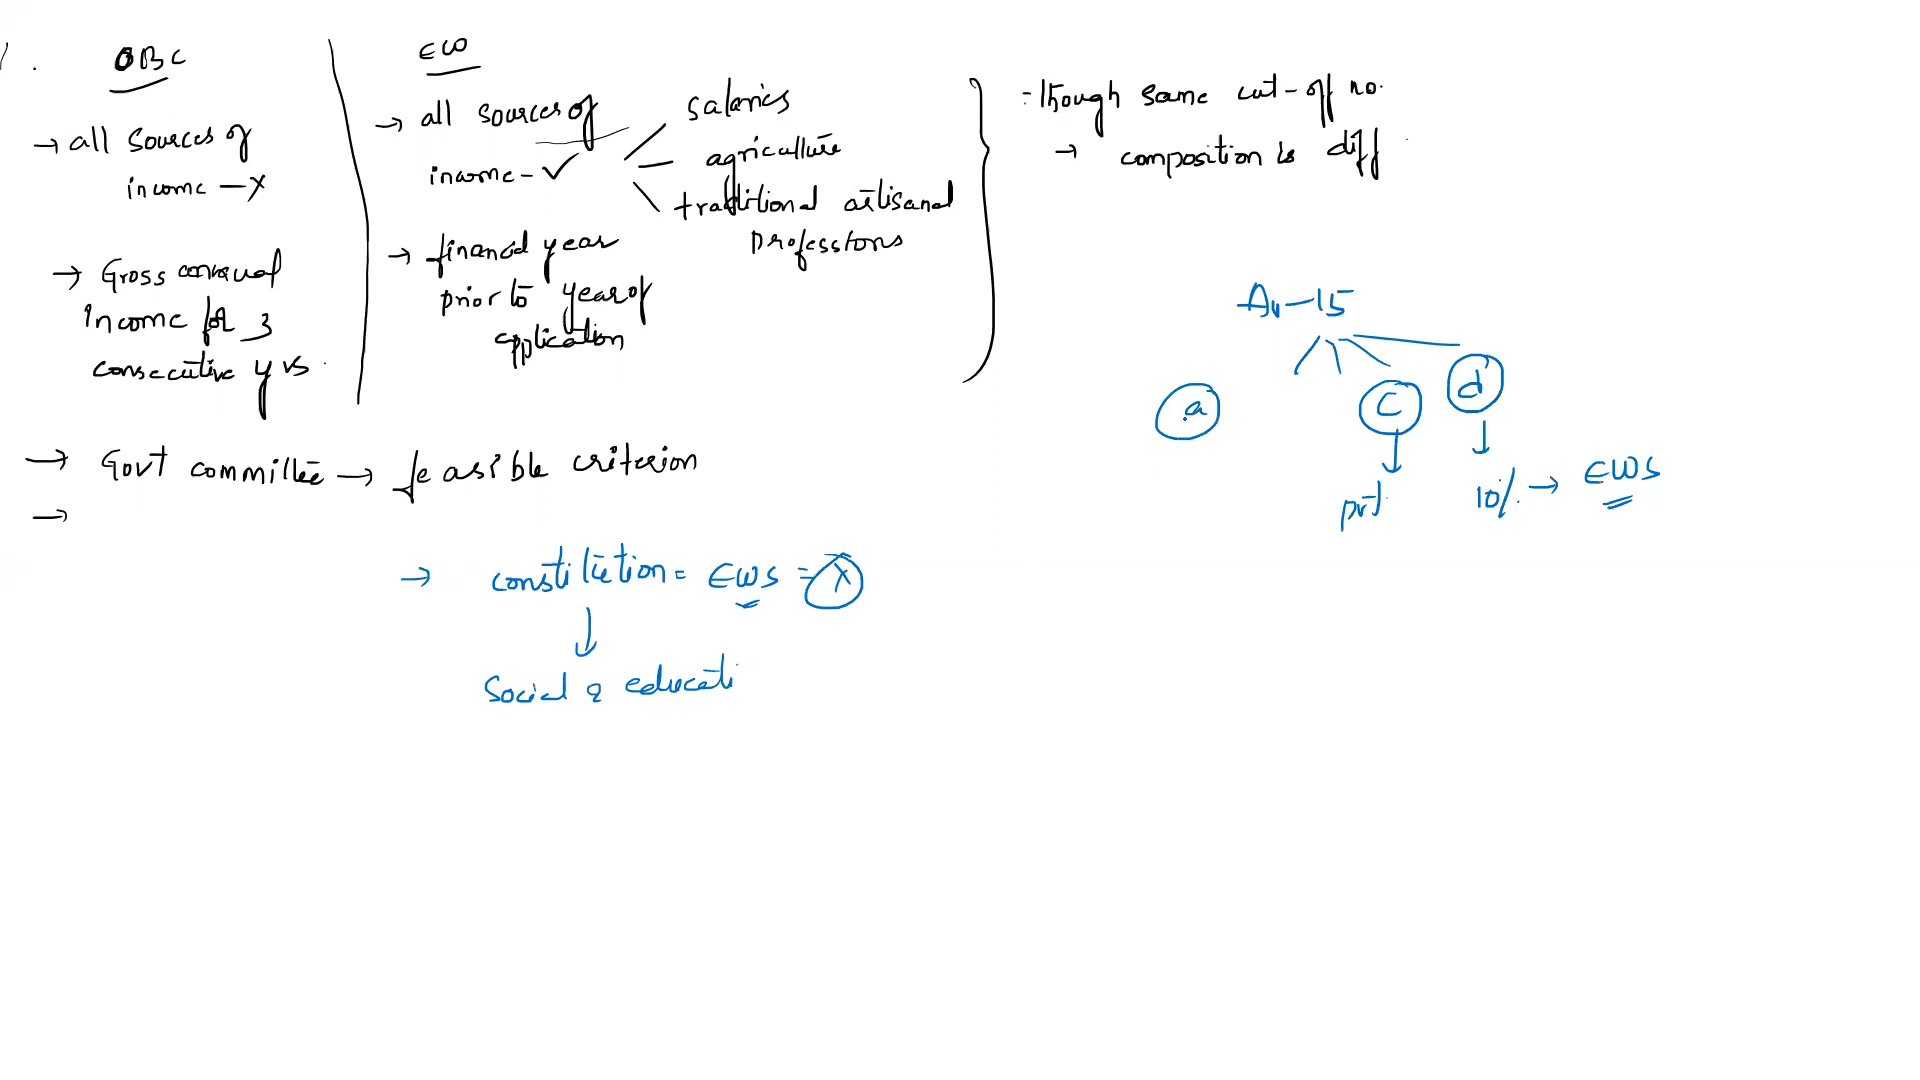 OBC
→ all sources of
income – x
→ Gross annual
income for 3
consecutive yrs
EW
→ all sources of
income - ✓
salaries
agriculture
traditional artisanal
professions
→ financial year
prior to year of
application
- Though same cut-off no.
→ composition is diff
→ Govt committee → feasible criterion
→
→ constitution = EWS = x
↓
Social & educati
Ar-15
a
c
d
↓
↓
pvt
10% → EWS